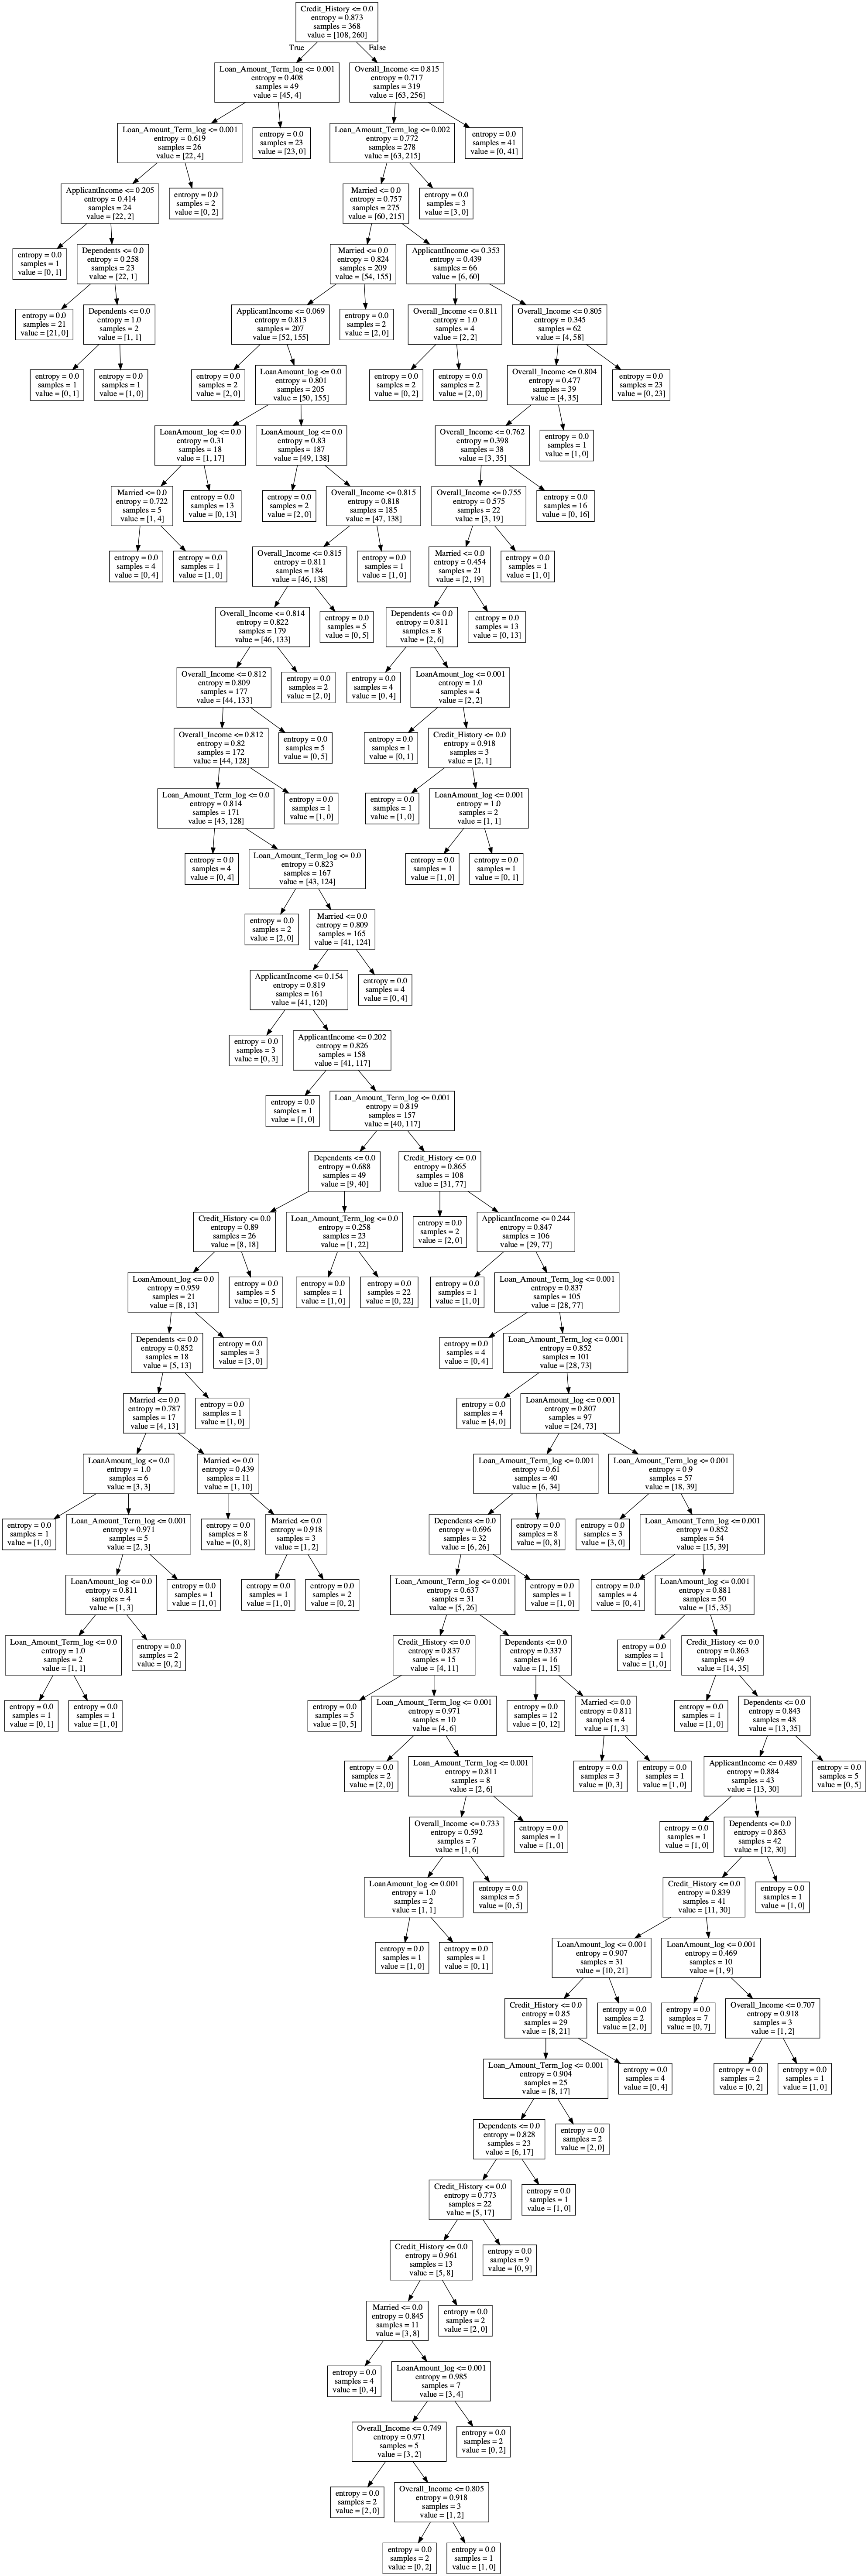 Credit_History <= 0.0
entropy = 0.873
samples = 368
value = [108, 260]
True
False
Loan_Amount_Term_log <= 0.001
entropy = 0.408
samples = 49
value = [45, 4]
Overall_Income <= 0.815
entropy = 0.717
samples = 319
value = [63, 256]
Loan_Amount_Term_log <= 0.001
entropy = 0.619
samples = 26
value = [22, 4]
entropy = 0.0
samples = 23
value = [23, 0]
Loan_Amount_Term_log <= 0.002
entropy = 0.772
samples = 278
value = [63, 215]
entropy = 0.0
samples = 41
value = [0, 41]
ApplicantIncome <= 0.205
entropy = 0.414
samples = 24
value = [22, 2]
entropy = 0.0
samples = 2
value = [0, 2]
Married <= 0.0
entropy = 0.757
samples = 275
value = [60, 215]
entropy = 0.0
samples = 3
value = [3, 0]
entropy = 0.0
samples = 1
value = [0, 1]
Dependents <= 0.0
entropy = 0.258
samples = 23
value = [22, 1]
Married <= 0.0
entropy = 0.824
samples = 209
value = [54, 155]
ApplicantIncome <= 0.353
entropy = 0.439
samples = 66
value = [6, 60]
entropy = 0.0
samples = 21
value = [21, 0]
Dependents <= 0.0
entropy = 1.0
samples = 2
value = [1, 1]
ApplicantIncome <= 0.069
entropy = 0.813
samples = 207
value = [52, 155]
entropy = 0.0
samples = 2
value = [2, 0]
Overall_Income <= 0.811
entropy = 1.0
samples = 4
value = [2, 2]
Overall_Income <= 0.805
entropy = 0.345
samples = 62
value = [4, 58]
entropy = 0.0
samples = 1
value = [0, 1]
entropy = 0.0
samples = 1
value = [1, 0]
entropy = 0.0
samples = 2
value = [2, 0]
LoanAmount_log <= 0.0
entropy = 0.801
samples = 205
value = [50, 155]
entropy = 0.0
samples = 2
value = [0, 2]
entropy = 0.0
samples = 2
value = [2, 0]
Overall_Income <= 0.804
entropy = 0.477
samples = 39
value = [4, 35]
entropy = 0.0
samples = 23
value = [0, 23]
LoanAmount_log <= 0.0
entropy = 0.31
samples = 18
value = [1, 17]
LoanAmount_log <= 0.0
entropy = 0.83
samples = 187
value = [49, 138]
Overall_Income <= 0.762
entropy = 0.398
samples = 38
value = [3, 35]
entropy = 0.0
samples = 1
value = [1, 0]
Married <= 0.0
entropy = 0.722
samples = 5
value = [1, 4]
entropy = 0.0
samples = 13
value = [0, 13]
entropy = 0.0
samples = 2
value = [2, 0]
Overall_Income <= 0.815
entropy = 0.818
samples = 185
value = [47, 138]
Overall_Income <= 0.755
entropy = 0.575
samples = 22
value = [3, 19]
entropy = 0.0
samples = 16
value = [0, 16]
entropy = 0.0
samples = 4
value = [0, 4]
entropy = 0.0
samples = 1
value = [1, 0]
Overall_Income <= 0.815
entropy = 0.811
samples = 184
value = [46, 138]
entropy = 0.0
samples = 1
value = [1, 0]
Married <= 0.0
entropy = 0.454
samples = 21
value = [2, 19]
entropy = 0.0
samples = 1
value = [1, 0]
Overall_Income <= 0.814
entropy = 0.822
samples = 179
value = [46, 133]
entropy = 0.0
samples = 5
value = [0, 5]
Dependents <= 0.0
entropy = 0.811
samples = 8
value = [2, 6]
entropy = 0.0
samples = 13
value = [0, 13]
Overall_Income <= 0.812
entropy = 0.809
samples = 177
value = [44, 133]
entropy = 0.0
samples = 2
value = [2, 0]
entropy = 0.0
samples = 4
value = [0, 4]
LoanAmount_log <= 0.001
entropy = 1.0
samples = 4
value = [2, 2]
Overall_Income <= 0.812
entropy = 0.82
samples = 172
value = [44, 128]
entropy = 0.0
samples = 5
value = [0, 5]
entropy = 0.0
samples = 1
value = [0, 1]
Credit_History <= 0.0
entropy = 0.918
samples = 3
value = [2, 1]
Loan_Amount_Term_log <= 0.0
entropy = 0.814
samples = 171
value = [43, 128]
entropy = 0.0
samples = 1
value = [1, 0]
entropy = 0.0
samples = 1
value = [1, 0]
LoanAmount_log <= 0.001
entropy = 1.0
samples = 2
value = [1, 1]
entropy = 0.0
samples = 4
value = [0, 4]
Loan_Amount_Term_log <= 0.0
entropy = 0.823
samples = 167
value = [43, 124]
entropy = 0.0
samples = 1
value = [1, 0]
entropy = 0.0
samples = 1
value = [0, 1]
entropy = 0.0
samples = 2
value = [2, 0]
Married <= 0.0
entropy = 0.809
samples = 165
value = [41, 124]
ApplicantIncome <= 0.154
entropy = 0.819
samples = 161
value = [41, 120]
entropy = 0.0
samples = 4
value = [0, 4]
entropy = 0.0
samples = 3
value = [0, 3]
ApplicantIncome <= 0.202
entropy = 0.826
samples = 158
value = [41, 117]
entropy = 0.0
samples = 1
value = [1, 0]
Loan_Amount_Term_log <= 0.001
entropy = 0.819
samples = 157
value = [40, 117]
Dependents <= 0.0
entropy = 0.688
samples = 49
value = [9, 40]
Credit_History <= 0.0
entropy = 0.865
samples = 108
value = [31, 77]
Credit_History <= 0.0
entropy = 0.89
samples = 26
value = [8, 18]
Loan_Amount_Term_log <= 0.0
entropy = 0.258
samples = 23
value = [1, 22]
entropy = 0.0
samples = 2
value = [2, 0]
ApplicantIncome <= 0.244
entropy = 0.847
samples = 106
value = [29, 77]
LoanAmount_log <= 0.0
entropy = 0.959
samples = 21
value = [8, 13]
entropy = 0.0
samples = 5
value = [0, 5]
entropy = 0.0
samples = 1
value = [1, 0]
entropy = 0.0
samples = 22
value = [0, 22]
entropy = 0.0
samples = 1
value = [1, 0]
Loan_Amount_Term_log <= 0.001
entropy = 0.837
samples = 105
value = [28, 77]
Dependents <= 0.0
entropy = 0.852
samples = 18
value = [5, 13]
entropy = 0.0
samples = 3
value = [3, 0]
entropy = 0.0
samples = 4
value = [0, 4]
Loan_Amount_Term_log <= 0.001
entropy = 0.852
samples = 101
value = [28, 73]
Married <= 0.0
entropy = 0.787
samples = 17
value = [4, 13]
entropy = 0.0
samples = 1
value = [1, 0]
entropy = 0.0
samples = 4
value = [4, 0]
LoanAmount_log <= 0.001
entropy = 0.807
samples = 97
value = [24, 73]
LoanAmount_log <= 0.0
entropy = 1.0
samples = 6
value = [3, 3]
Married <= 0.0
entropy = 0.439
samples = 11
value = [1, 10]
Loan_Amount_Term_log <= 0.001
entropy = 0.61
samples = 40
value = [6, 34]
Loan_Amount_Term_log <= 0.001
entropy = 0.9
samples = 57
value = [18, 39]
entropy = 0.0
samples = 1
value = [1, 0]
Loan_Amount_Term_log <= 0.001
entropy = 0.971
samples = 5
value = [2, 3]
entropy = 0.0
samples = 8
value = [0, 8]
Married <= 0.0
entropy = 0.918
samples = 3
value = [1, 2]
Dependents <= 0.0
entropy = 0.696
samples = 32
value = [6, 26]
entropy = 0.0
samples = 8
value = [0, 8]
entropy = 0.0
samples = 3
value = [3, 0]
Loan_Amount_Term_log <= 0.001
entropy = 0.852
samples = 54
value = [15, 39]
LoanAmount_log <= 0.0
entropy = 0.811
samples = 4
value = [1, 3]
entropy = 0.0
samples = 1
value = [1, 0]
entropy = 0.0
samples = 1
value = [1, 0]
entropy = 0.0
samples = 2
value = [0, 2]
Loan_Amount_Term_log <= 0.001
entropy = 0.637
samples = 31
value = [5, 26]
entropy = 0.0
samples = 1
value = [1, 0]
entropy = 0.0
samples = 4
value = [0, 4]
LoanAmount_log <= 0.001
entropy = 0.881
samples = 50
value = [15, 35]
Loan_Amount_Term_log <= 0.0
entropy = 1.0
samples = 2
value = [1, 1]
entropy = 0.0
samples = 2
value = [0, 2]
Credit_History <= 0.0
entropy = 0.837
samples = 15
value = [4, 11]
Dependents <= 0.0
entropy = 0.337
samples = 16
value = [1, 15]
entropy = 0.0
samples = 1
value = [1, 0]
Credit_History <= 0.0
entropy = 0.863
samples = 49
value = [14, 35]
entropy = 0.0
samples = 1
value = [0, 1]
entropy = 0.0
samples = 1
value = [1, 0]
entropy = 0.0
samples = 5
value = [0, 5]
Loan_Amount_Term_log <= 0.001
entropy = 0.971
samples = 10
value = [4, 6]
entropy = 0.0
samples = 12
value = [0, 12]
Married <= 0.0
entropy = 0.811
samples = 4
value = [1, 3]
entropy = 0.0
samples = 1
value = [1, 0]
Dependents <= 0.0
entropy = 0.843
samples = 48
value = [13, 35]
entropy = 0.0
samples = 2
value = [2, 0]
Loan_Amount_Term_log <= 0.001
entropy = 0.811
samples = 8
value = [2, 6]
entropy = 0.0
samples = 3
value = [0, 3]
entropy = 0.0
samples = 1
value = [1, 0]
ApplicantIncome <= 0.489
entropy = 0.884
samples = 43
value = [13, 30]
entropy = 0.0
samples = 5
value = [0, 5]
Overall_Income <= 0.733
entropy = 0.592
samples = 7
value = [1, 6]
entropy = 0.0
samples = 1
value = [1, 0]
entropy = 0.0
samples = 1
value = [1, 0]
Dependents <= 0.0
entropy = 0.863
samples = 42
value = [12, 30]
LoanAmount_log <= 0.001
entropy = 1.0
samples = 2
value = [1, 1]
entropy = 0.0
samples = 5
value = [0, 5]
Credit_History <= 0.0
entropy = 0.839
samples = 41
value = [11, 30]
entropy = 0.0
samples = 1
value = [1, 0]
entropy = 0.0
samples = 1
value = [1, 0]
entropy = 0.0
samples = 1
value = [0, 1]
LoanAmount_log <= 0.001
entropy = 0.907
samples = 31
value = [10, 21]
LoanAmount_log <= 0.001
entropy = 0.469
samples = 10
value = [1, 9]
Credit_History <= 0.0
entropy = 0.85
samples = 29
value = [8, 21]
entropy = 0.0
samples = 2
value = [2, 0]
entropy = 0.0
samples = 7
value = [0, 7]
Overall_Income <= 0.707
entropy = 0.918
samples = 3
value = [1, 2]
Loan_Amount_Term_log <= 0.001
entropy = 0.904
samples = 25
value = [8, 17]
entropy = 0.0
samples = 4
value = [0, 4]
entropy = 0.0
samples = 2
value = [0, 2]
entropy = 0.0
samples = 1
value = [1, 0]
Dependents <= 0.0
entropy = 0.828
samples = 23
value = [6, 17]
entropy = 0.0
samples = 2
value = [2, 0]
Credit_History <= 0.0
entropy = 0.773
samples = 22
value = [5, 17]
entropy = 0.0
samples = 1
value = [1, 0]
Credit_History <= 0.0
entropy = 0.961
samples = 13
value = [5, 8]
entropy = 0.0
samples = 9
value = [0, 9]
Married <= 0.0
entropy = 0.845
samples = 11
value = [3, 8]
entropy = 0.0
samples = 2
value = [2, 0]
entropy = 0.0
samples = 4
value = [0, 4]
LoanAmount_log <= 0.001
entropy = 0.985
samples = 7
value = [3, 4]
Overall_Income <= 0.749
entropy = 0.971
samples = 5
value = [3, 2]
entropy = 0.0
samples = 2
value = [0, 2]
entropy = 0.0
samples = 2
value = [2, 0]
Overall_Income <= 0.805
entropy = 0.918
samples = 3
value = [1, 2]
entropy = 0.0
samples = 2
value = [0, 2]
entropy = 0.0
samples = 1
value = [1, 0]